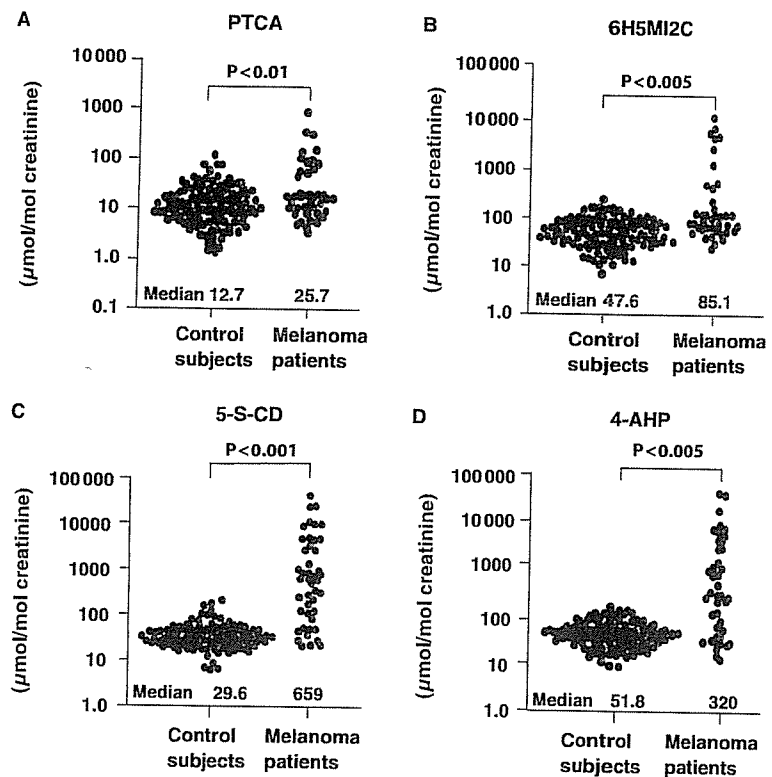 A
PTCA
(µmol/mol creatinine)
10 000
1000
100
10
1.0
0.1
P<0.01
Median 12.7 25.7
Control subjects
Melanoma patients
B
6H5MI2C
(µmol/mol creatinine)
100 000
10 000
1000
100
10
1.0
P<0.005
Median 47.6 85.1
Control subjects
Melanoma patients
C
5-S-CD
(µmol/mol creatinine)
100 000
10 000
1000
100
10
1.0
P<0.001
Median 29.6 659
Control subjects
Melanoma patients
D
4-AHP
(µmol/mol creatinine)
100 000
10 000
1000
100
10
1.0
P<0.005
Median 51.8 320
Control subjects
Melanoma patients